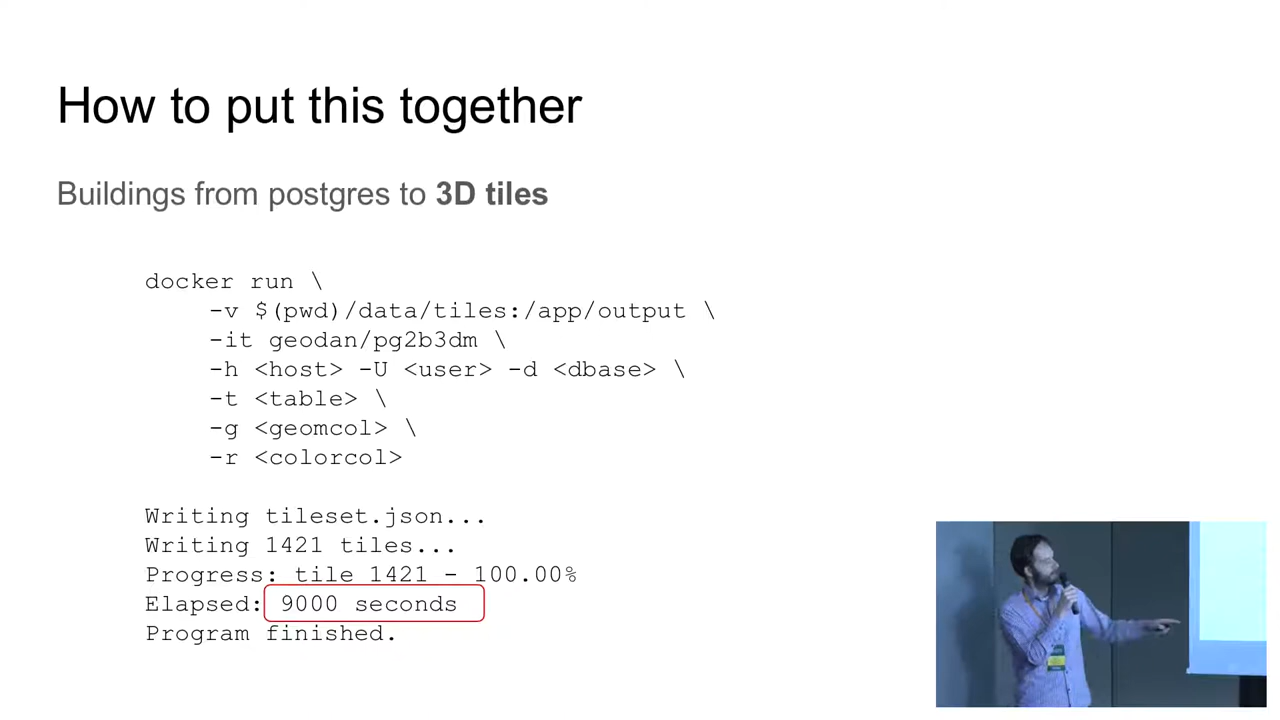 How to put this together
Buildings from postgres to 3D tiles
docker run \
-v $(pwd)/data/tiles:/app/output \
-it geodan/pg2b3dm \
-h <host> -U <user> -d <dbase> \
-t <table> \
-g <geomcol> \
-r <colorcol>
Writing tileset.json...
Writing 1421 tiles...
Progress: tile 1421 - 100.00%
Elapsed: 9000 seconds
Program finished.